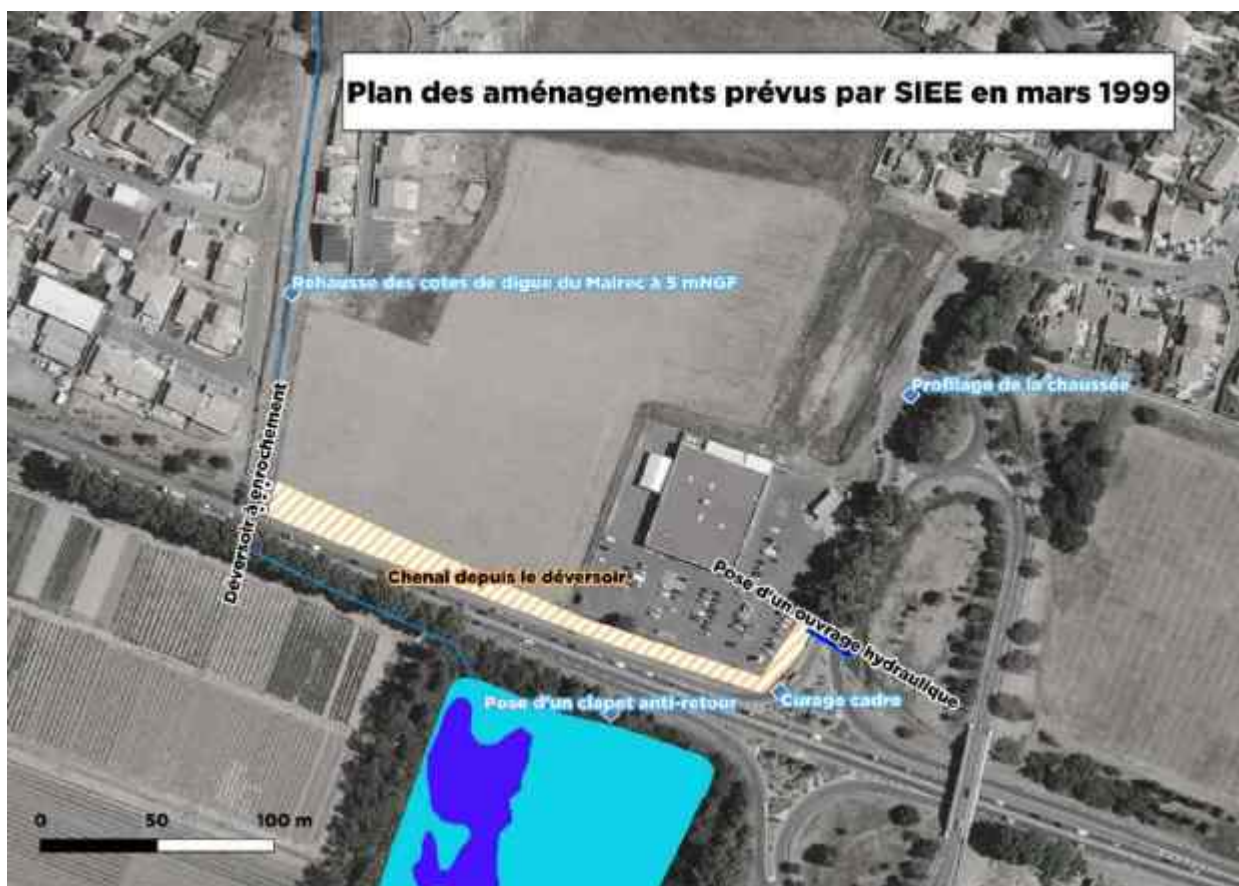 Plan des aménagements prévus par SIEE en mars 1999
Rehausse des cotes de digue du Mairec à 5 mNGF
Profilage de la chaussée
Déversoir à enrochement
Chenal depuis le déversoir
Pose d'un ouvrage hydraulique
Pose d'un clapet anti-retour
Curage cadre
0 50 100 m